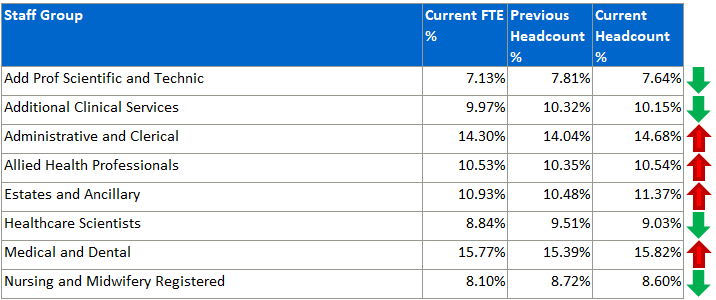 Staff Group Current FTE % Previous Headcount % Current Headcount %
Add Prof Scientific and Technic 7.13% 7.81% 7.64%
Additional Clinical Services 9.97% 10.32% 10.15%
Administrative and Clerical 14.30% 14.04% 14.68%
Allied Health Professionals 10.53% 10.35% 10.54%
Estates and Ancillary 10.93% 10.48% 11.37%
Healthcare Scientists 8.84% 9.51% 9.03%
Medical and Dental 15.77% 15.39% 15.82%
Nursing and Midwifery Registered 8.10% 8.72% 8.60%